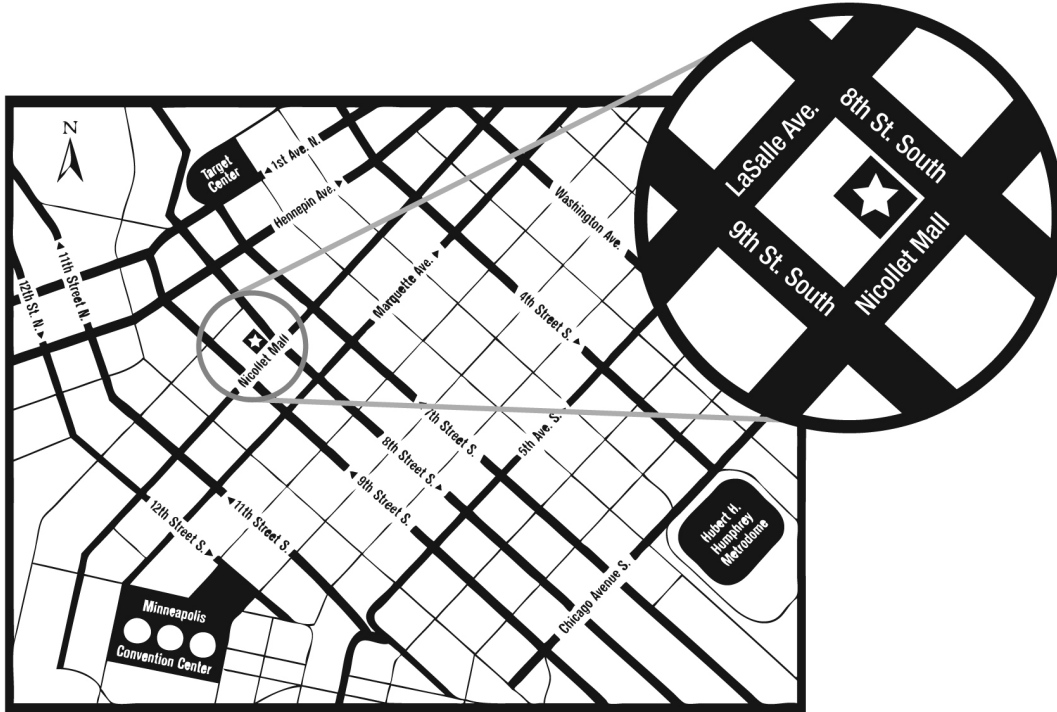 N
Target
Center
◄ 1st Ave. N.
Hennepin Ave. ►
Washington Ave.
◄ 11th Street N.
12th St. N. ►
Marquette Ave. ►
4th Street S. ►
Nicollet Mall
7th Street S.
5th Ave. S.
8th Street S. ►
◄ 9th Street S.
◄ 11th Street S.
12th Street S. ►
Chicago Avenue S.
Hubert H.
Humphrey
Metrodome
Minneapolis
Convention Center
LaSalle Ave.
8th St. South
9th St. South
Nicollet Mall